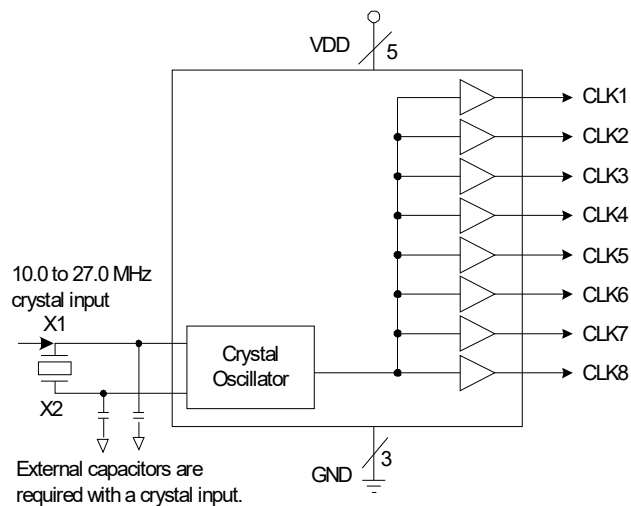 VDD
5
CLK1
CLK2
CLK3
CLK4
CLK5
CLK6
CLK7
CLK8
10.0 to 27.0 MHz
crystal input
X1
X2
Crystal
Oscillator
GND
3
External capacitors are
required with a crystal input.